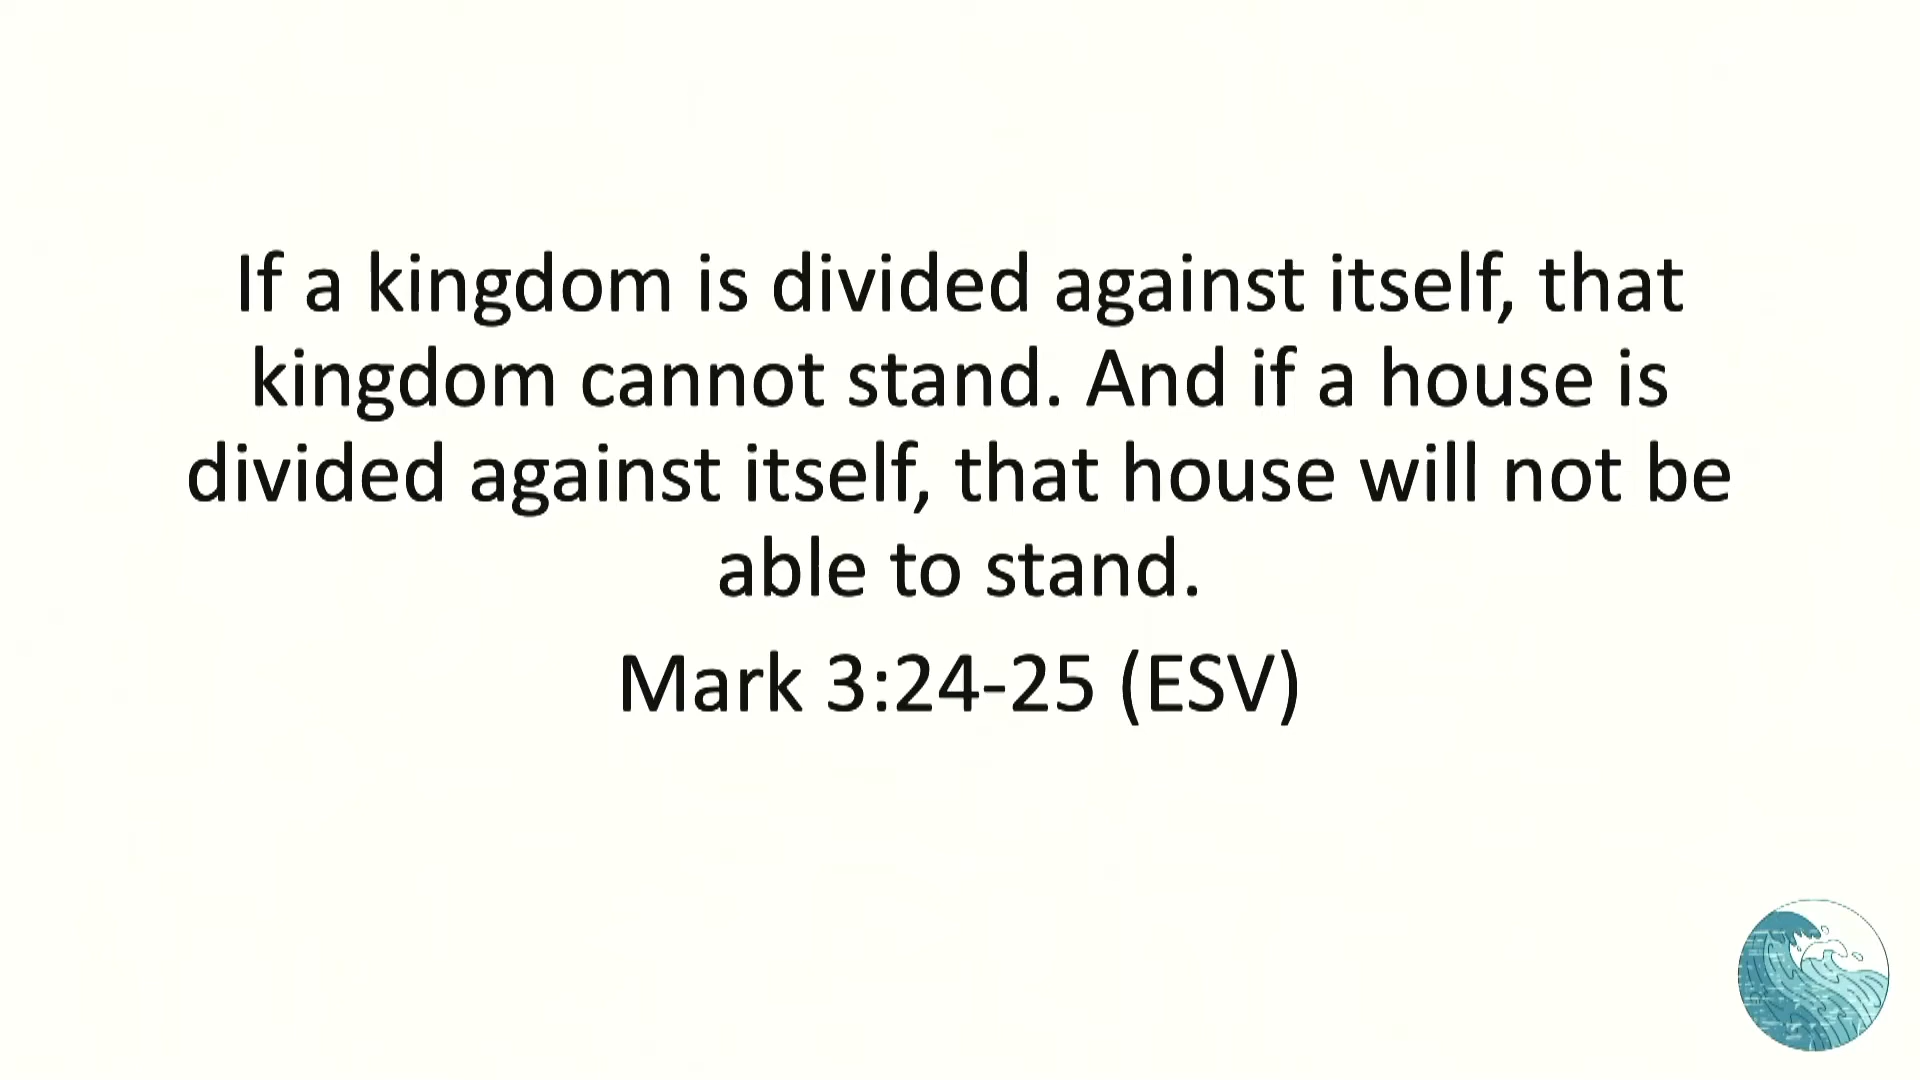 If a kingdom is divided against itself, that
kingdom cannot stand. And if a house is
divided against itself, that house will not be
able to stand.
Mark 3:24-25 (ESV)